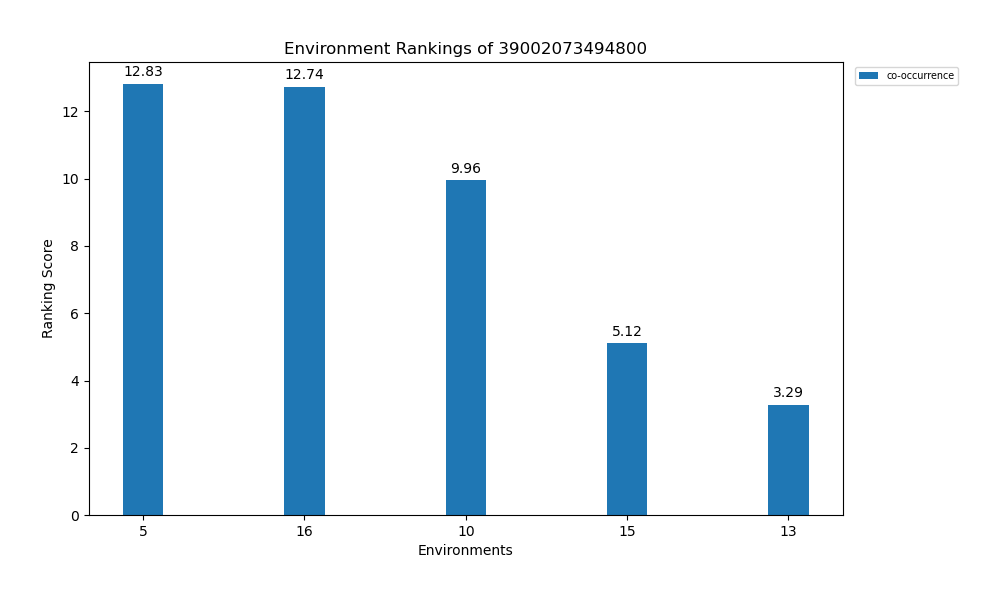 Environment Rankings of 39002073494800
co-occurrence
12.83
12.74
9.96
5.12
3.29
Ranking Score
12
10
8
6
4
2
0
5 16 10 15 13
Environments